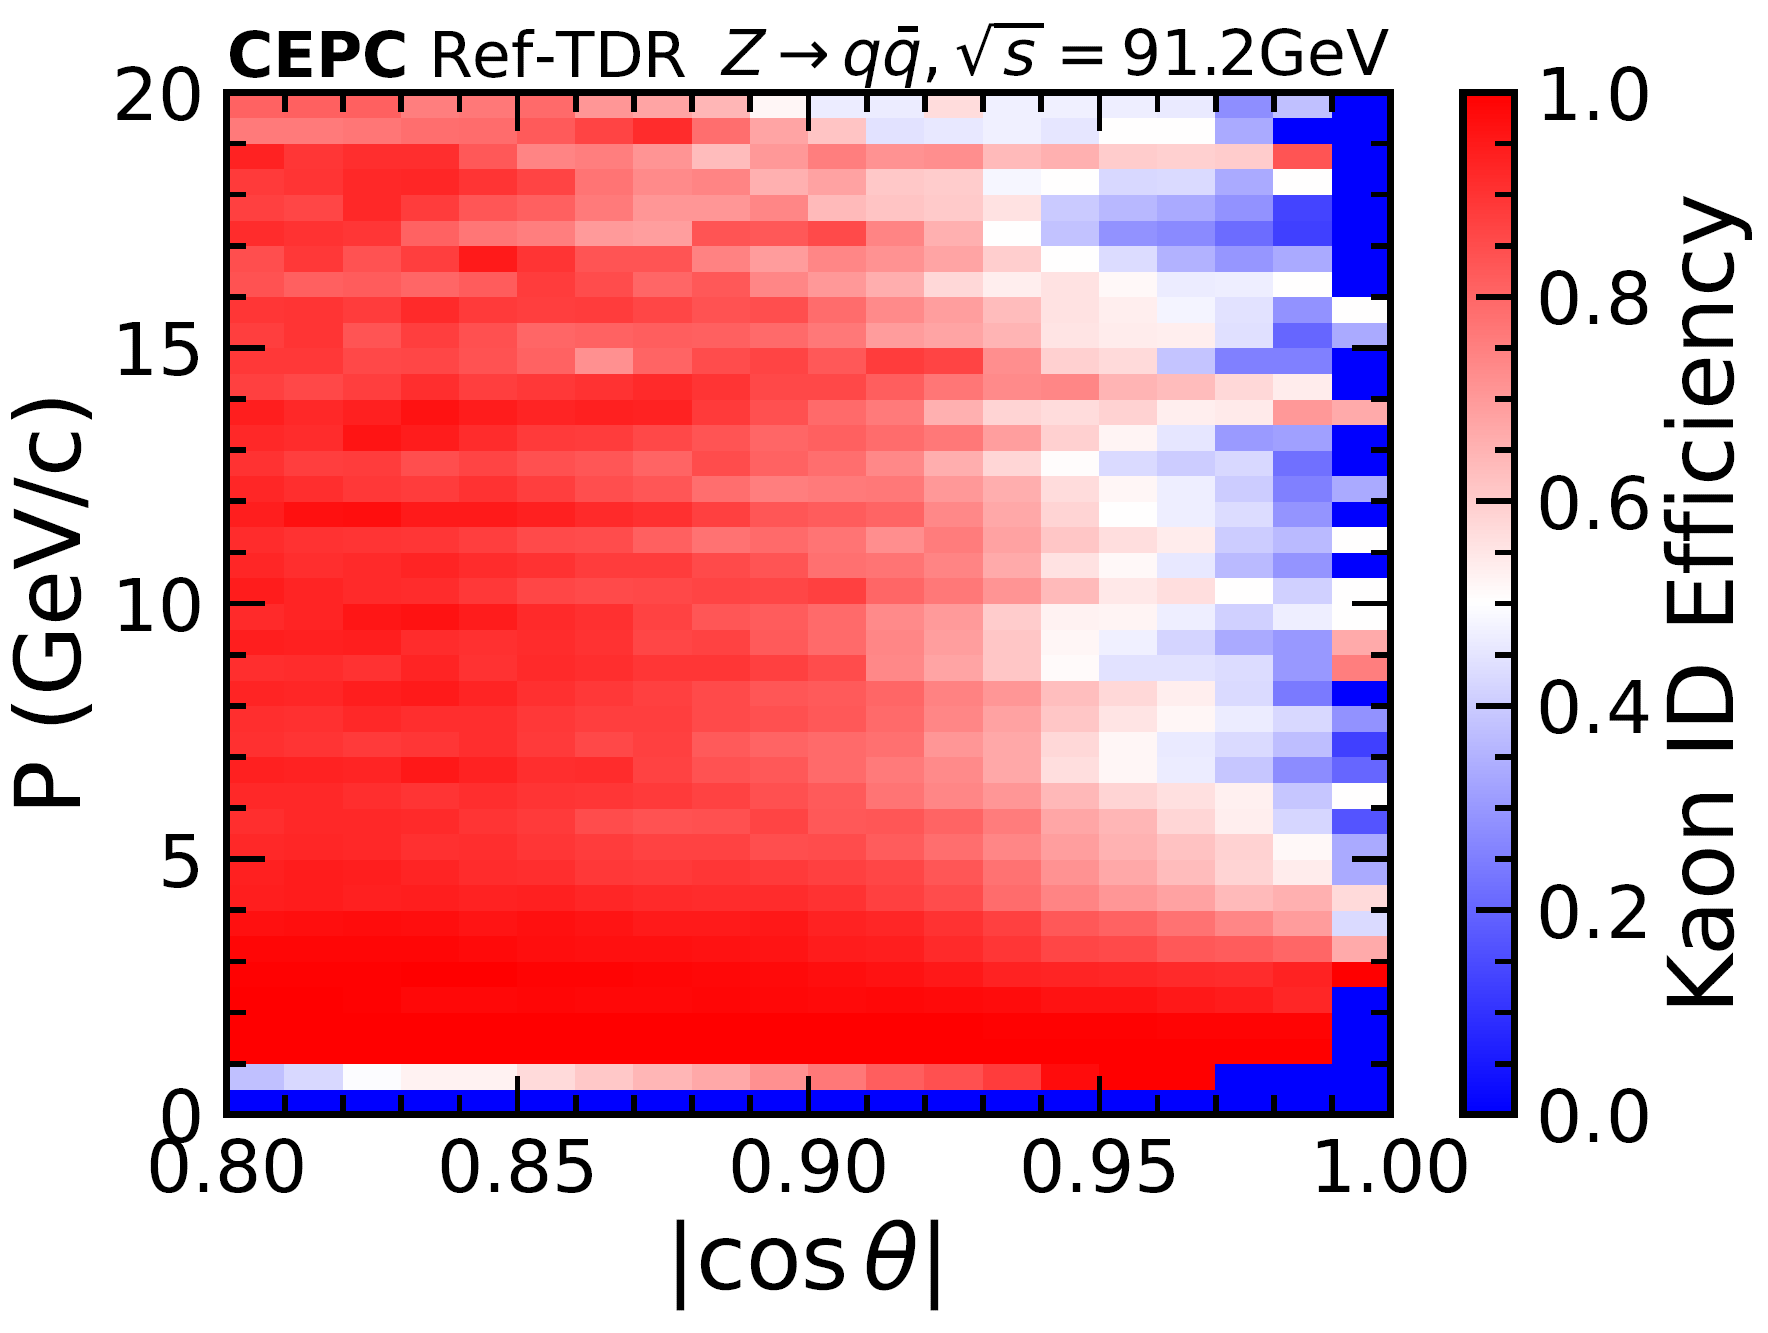 CEPC Ref-TDR Z → qq̄, √s = 91.2GeV
20
15
10
5
0
P (GeV/c)
0.80 0.85 0.90 0.95 1.00
|cos θ|
1.0
0.8
0.6
0.4
0.2
0.0
Kaon ID Efficiency